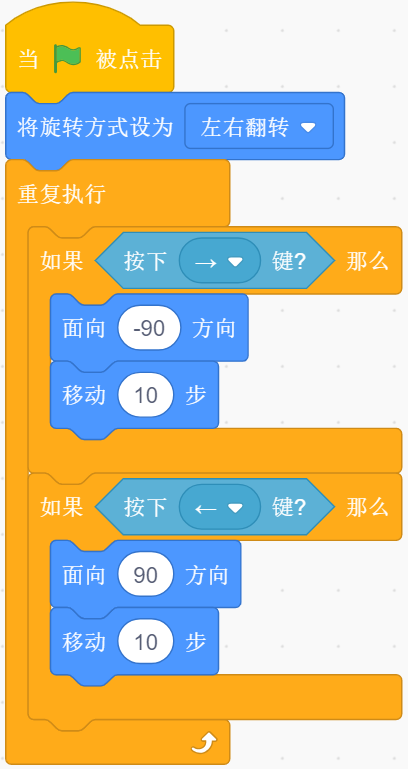 当 被点击
将旋转方式设为 左右翻转
重复执行
如果 按下 → 键? 那么
面向 -90 方向
移动 10 步
如果 按下 ← 键? 那么
面向 90 方向
移动 10 步